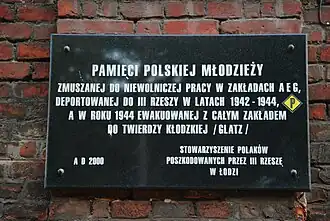 PAMIĘCI POLSKIEJ MŁODZIEŻY
ZMUSZANEJ DO NIEWOLNICZEJ PRACY W ZAKŁADACH A E G,
DEPORTOWANEJ DO III RZESZY W LATACH 1942 - 1944,
P
A W ROKU 1944 EWAKUOWANEJ Z CAŁYM ZAKŁADEM
DO TWIERDZY KŁODZKIEJ / GLATZ /
STOWARZYSZENIE POLAKÓW
A D 2000
POSZKODOWANYCH PRZEZ III RZESZĘ
W ŁODZI